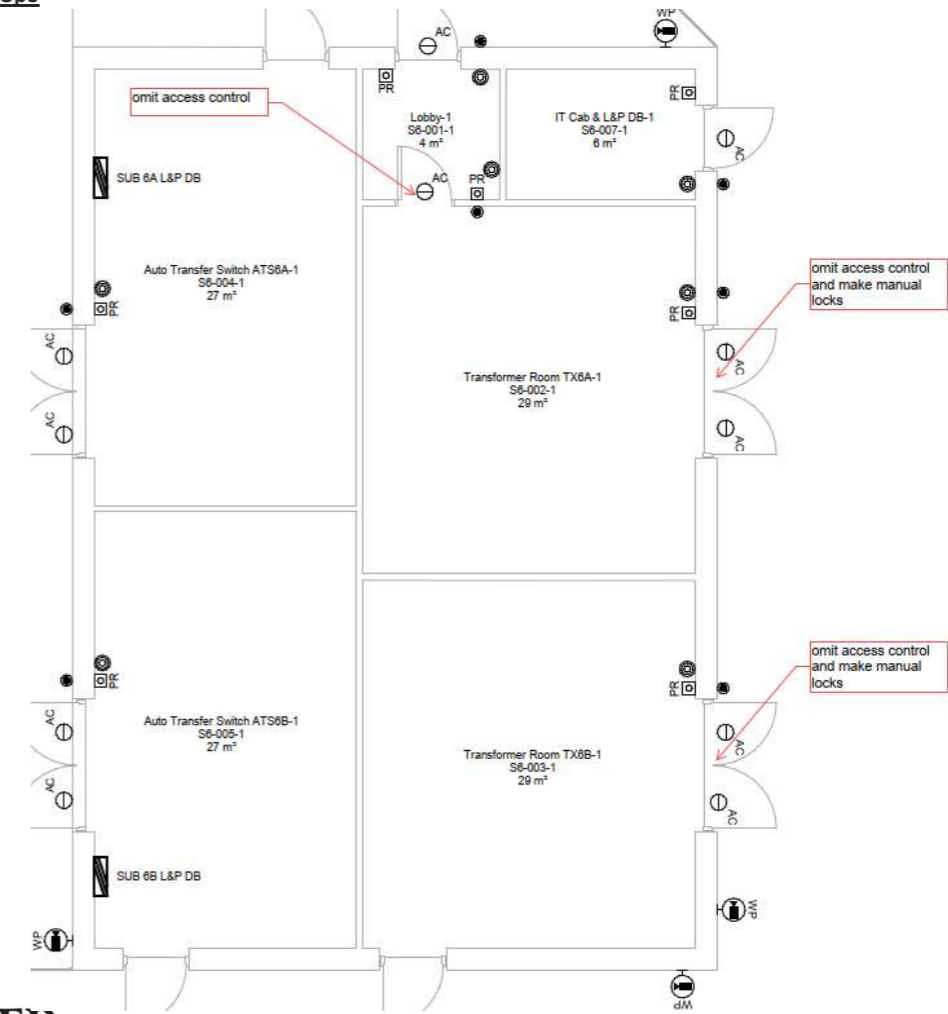 WP
AC
omit access control
PR
Lobby-1
S6-001-1
4 m²
PR
IT Cab & L&P DB-1
S6-007-1
6 m²
AC
SUB 6A L&P DB
AC
PR
Auto Transfer Switch ATS6A-1
S6-004-1
27 m²
omit access control
and make manual
locks
PR
PR
AC
AC
Transformer Room TX6A-1
S6-002-1
29 m²
AC
AC
omit access control
and make manual
locks
PR
PR
AC
Auto Transfer Switch ATS6B-1
S6-005-1
27 m²
AC
Transformer Room TX6B-1
S6-003-1
29 m²
AC
AC
SUB 6B L&P DB
WP
WP
WP